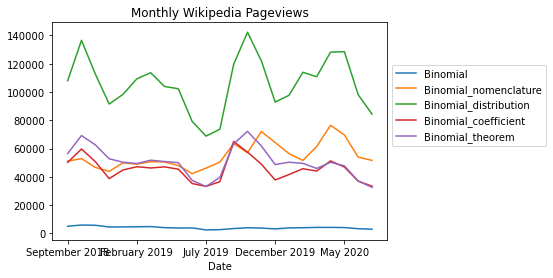 Monthly Wikipedia Pageviews
140000
120000
100000
80000
60000
40000
20000
0
September 2018 February 2019 July 2019 December 2019 May 2020
Date
Binomial
Binomial_nomenclature
Binomial_distribution
Binomial_coefficient
Binomial_theorem